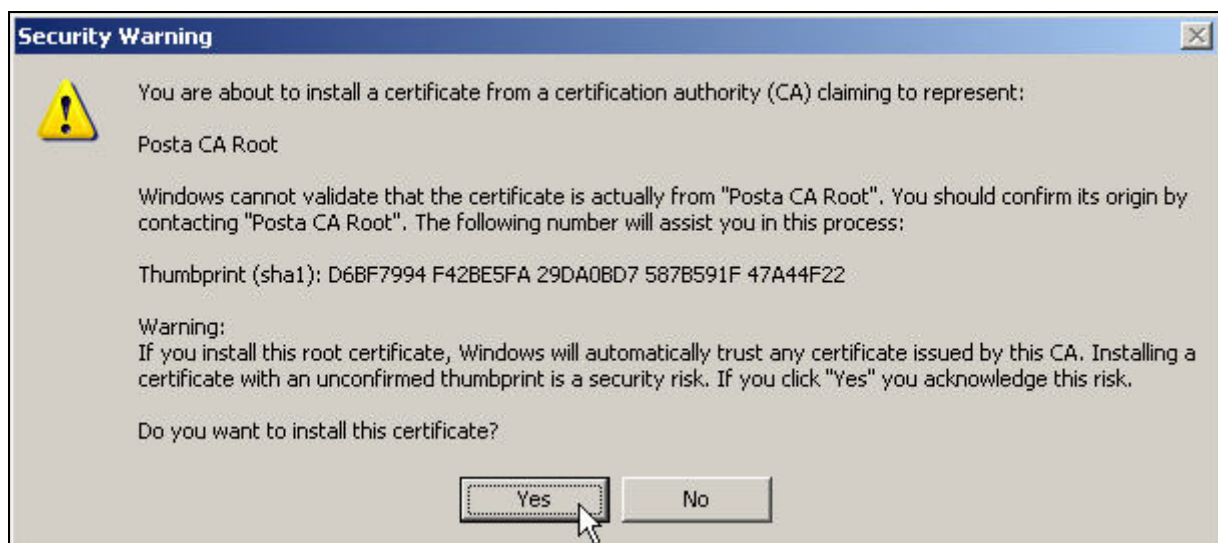 Security Warning
You are about to install a certificate from a certification authority (CA) claiming to represent:
Posta CA Root
Windows cannot validate that the certificate is actually from "Posta CA Root". You should confirm its origin by
contacting "Posta CA Root". The following number will assist you in this process:
Thumbprint (sha1): D6BF7994 F42BE5FA 29DA0BD7 587B591F 47A44F22
Warning:
If you install this root certificate, Windows will automatically trust any certificate issued by this CA. Installing a
certificate with an unconfirmed thumbprint is a security risk. If you click "Yes" you acknowledge this risk.
Do you want to install this certificate?
Yes No